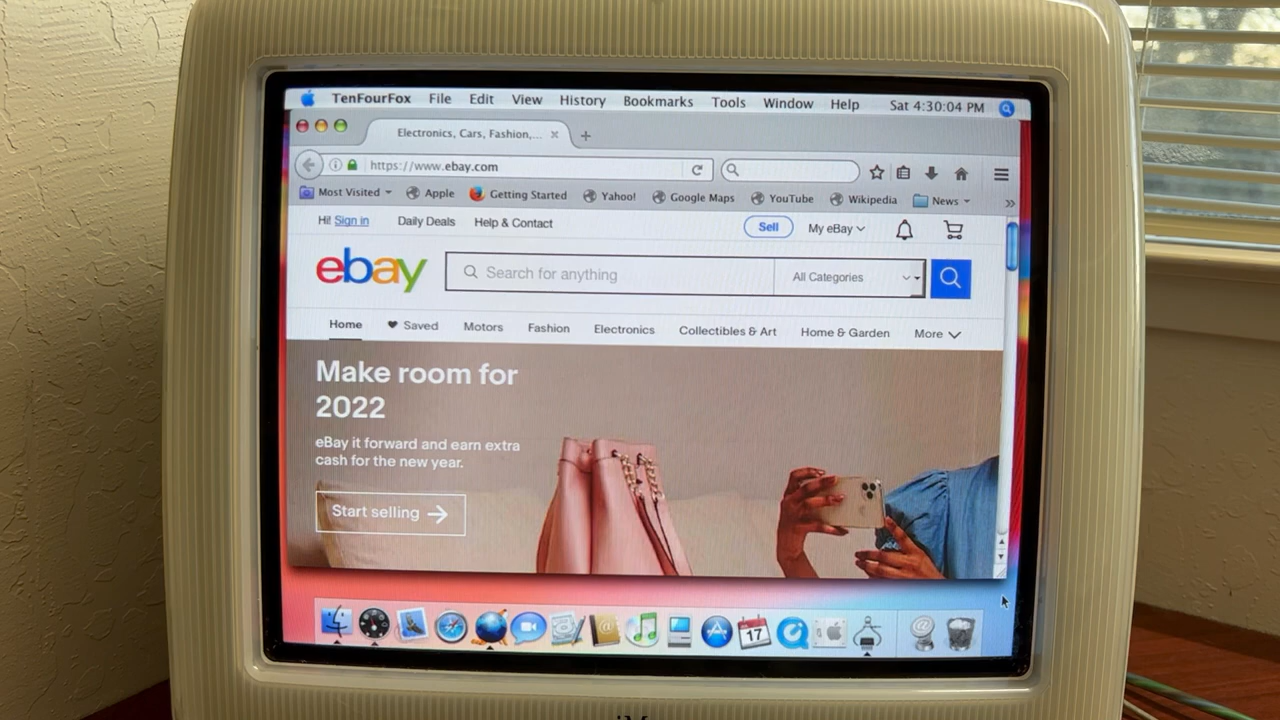 TenFourFox File Edit View History Bookmarks Tools Window Help Sat 4:30:04 PM
Electronics, Cars, Fashion,...
https://www.ebay.com
Most Visited Apple Getting Started Yahoo! Google Maps YouTube Wikipedia News
Hi! Sign in Daily Deals Help & Contact Sell My eBay
ebay Search for anything All Categories
Home Saved Motors Fashion Electronics Collectibles & Art Home & Garden More
Make room for
2022
eBay it forward and earn extra
cash for the new year.
Start selling
17